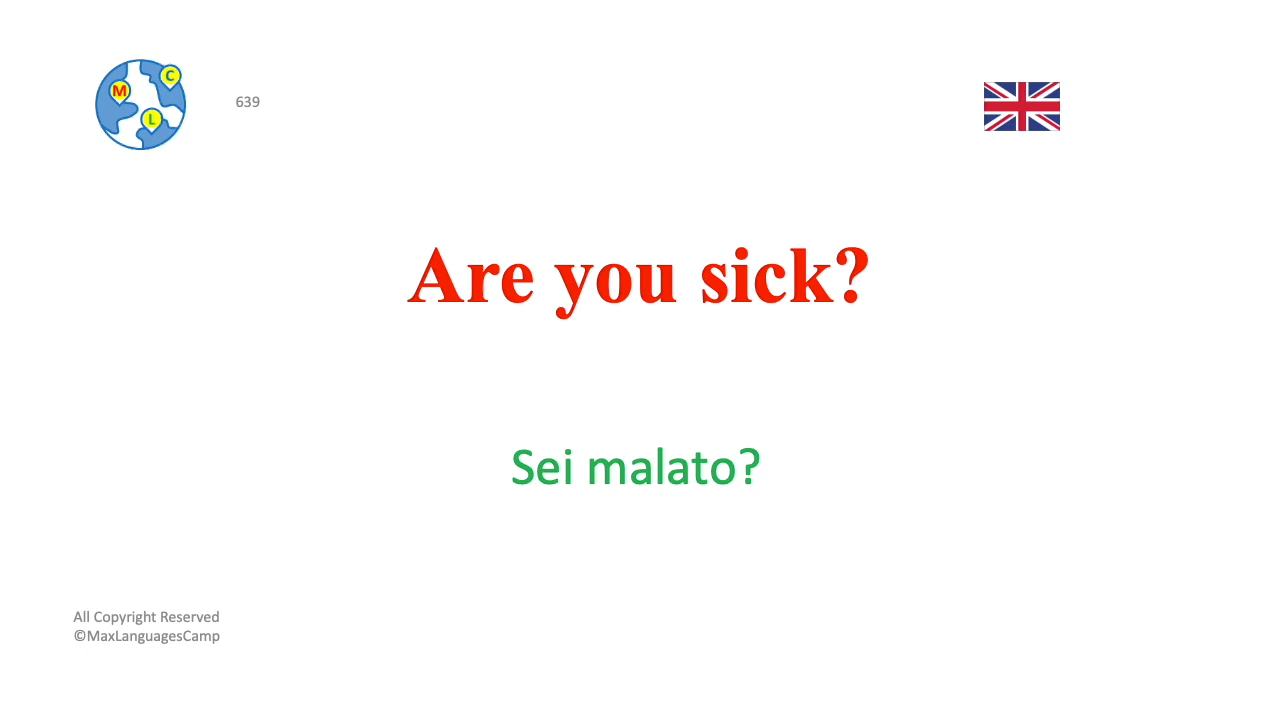 M
C
L
639
Are you sick?
Sei malato?
All Copyright Reserved
©MaxLanguagesCamp